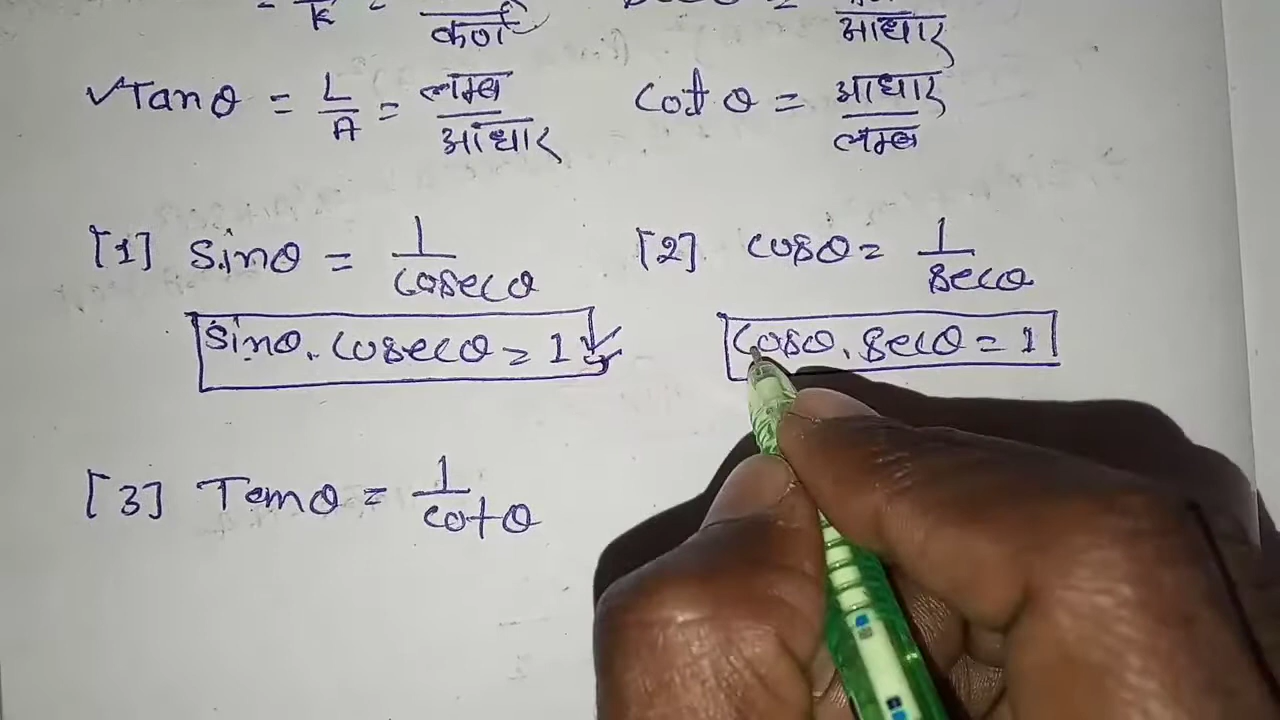 = /K = /कर्ण
/आधार
✓Tanθ = L/A = लम्ब/आधार
Cotθ = आधार/लम्ब
[1] Sinθ = 1/Cosecθ
[2] Cosθ = 1/Secθ
Sinθ. Cosecθ = 1
Cosθ. Secθ = 1
[3] Tanθ = 1/Cotθ